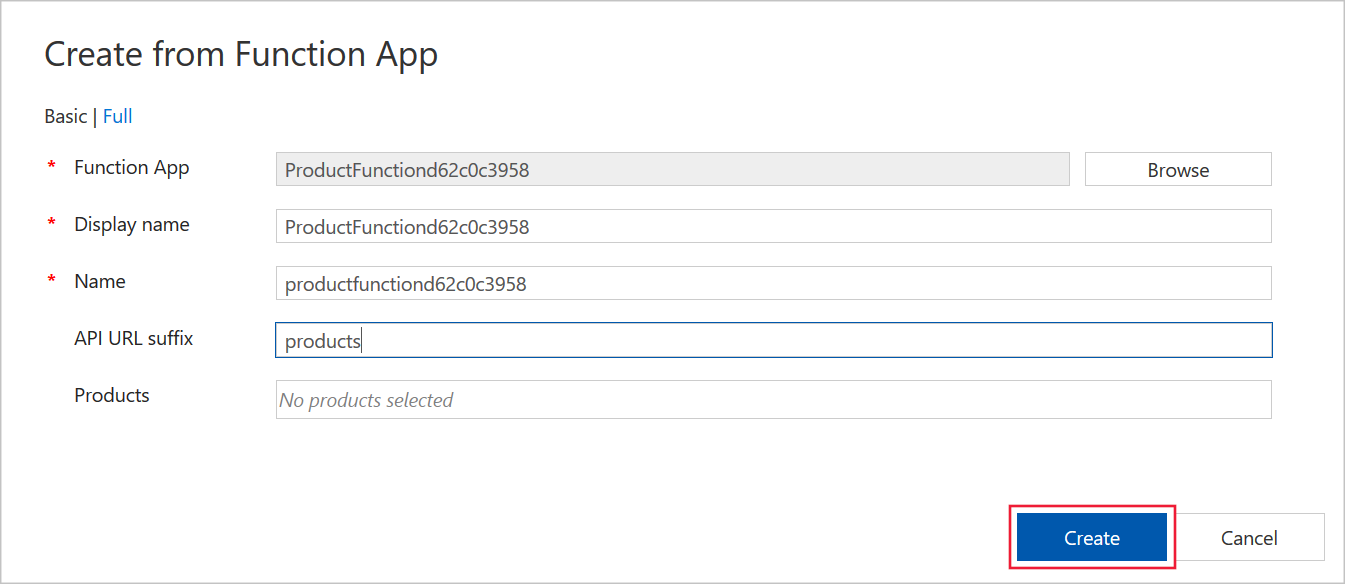 Create from Function App
Basic | Full
* Function App ProductFunctiond62c0c3958 Browse
* Display name ProductFunctiond62c0c3958
* Name productfunctiond62c0c3958
API URL suffix products
Products No products selected
Create Cancel